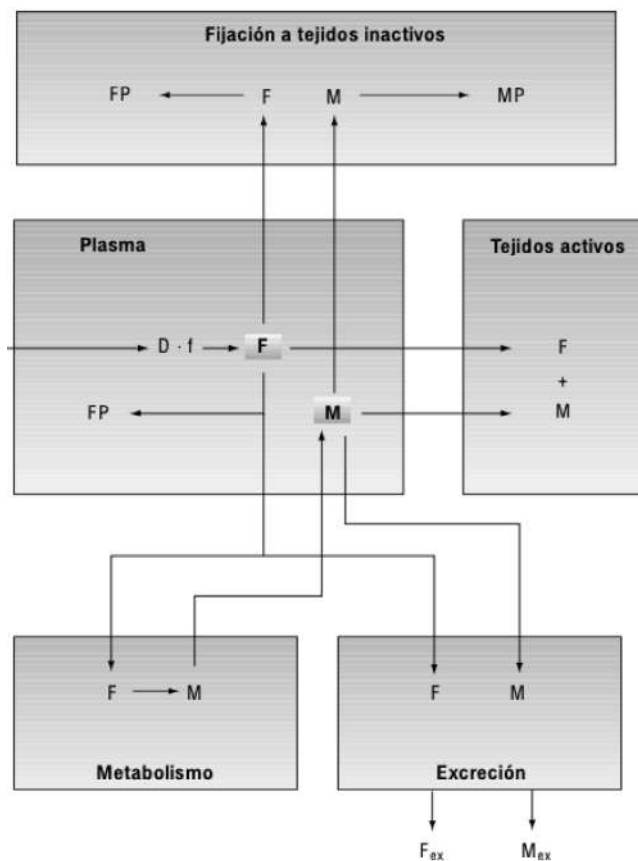 Fijación a tejidos inactivos
FP F M MP
Plasma
Tejidos activos
D · f F F
+
FP M M
F M
Metabolismo
F M
Excreción
Fex Mex